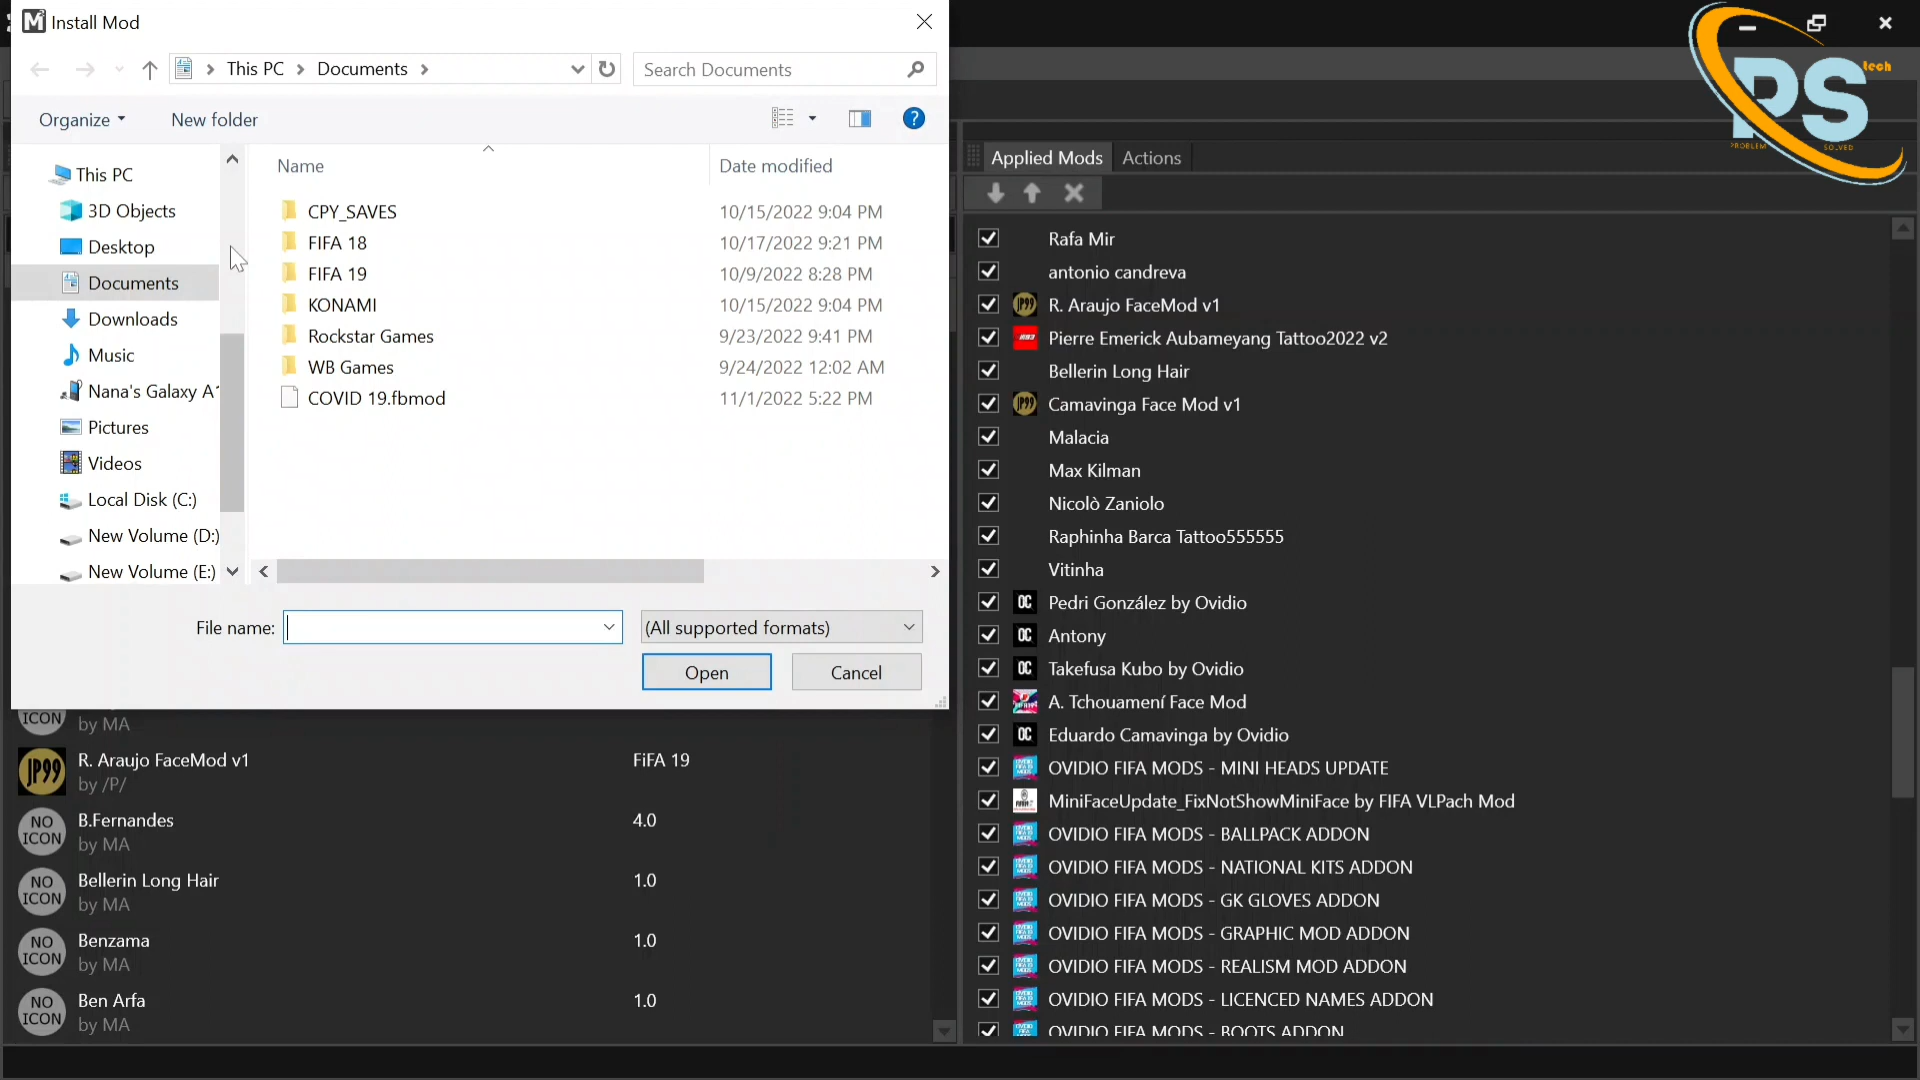 Install Mod
This PC
Documents
Search Documents
Organize
New folder
Name
Date modified
This PC
3D Objects
Desktop
Documents
Downloads
Music
Nana's Galaxy A1
Pictures
Videos
Local Disk (C:)
New Volume (D:)
New Volume (E:)
CPY_SAVES 10/15/2022 9:04 PM
FIFA 18 10/17/2022 9:21 PM
FIFA 19 10/9/2022 8:28 PM
KONAMI 10/15/2022 9:04 PM
Rockstar Games 9/23/2022 9:41 PM
WB Games 9/24/2022 12:02 AM
COVID 19.fbmod 11/1/2022 5:22 PM
File name:
(All supported formats)
Open
Cancel
ICON
by MA
JP99
R. Araujo FaceMod v1 FiFA 19
by /P/
NO
ICON
B.Fernandes 4.0
by MA
NO
ICON
Bellerin Long Hair 1.0
by MA
NO
ICON
Benzama 1.0
by MA
NO
ICON
Ben Arfa 1.0
by MA
PS
tech
PROBLEM SOLVED
Applied Mods
Actions
Rafa Mir
antonio candreva
JP99 R. Araujo FaceMod v1
Pierre Emerick Aubameyang Tattoo2022 v2
Bellerin Long Hair
JP99 Camavinga Face Mod v1
Malacia
Max Kilman
Nicolò Zaniolo
Raphinha Barca Tattoo555555
Vitinha
OC Pedri González by Ovidio
OC Antony
OC Takefusa Kubo by Ovidio
A. Tchouamení Face Mod
OC Eduardo Camavinga by Ovidio
OVIDIO FIFA MODS - MINI HEADS UPDATE
MiniFaceUpdate_FixNotShowMiniFace by FIFA VLPach Mod
OVIDIO FIFA MODS - BALLPACK ADDON
OVIDIO FIFA MODS - NATIONAL KITS ADDON
OVIDIO FIFA MODS - GK GLOVES ADDON
OVIDIO FIFA MODS - GRAPHIC MOD ADDON
OVIDIO FIFA MODS - REALISM MOD ADDON
OVIDIO FIFA MODS - LICENCED NAMES ADDON
OVIDIO FIFA MODS - BOOTS ADDON